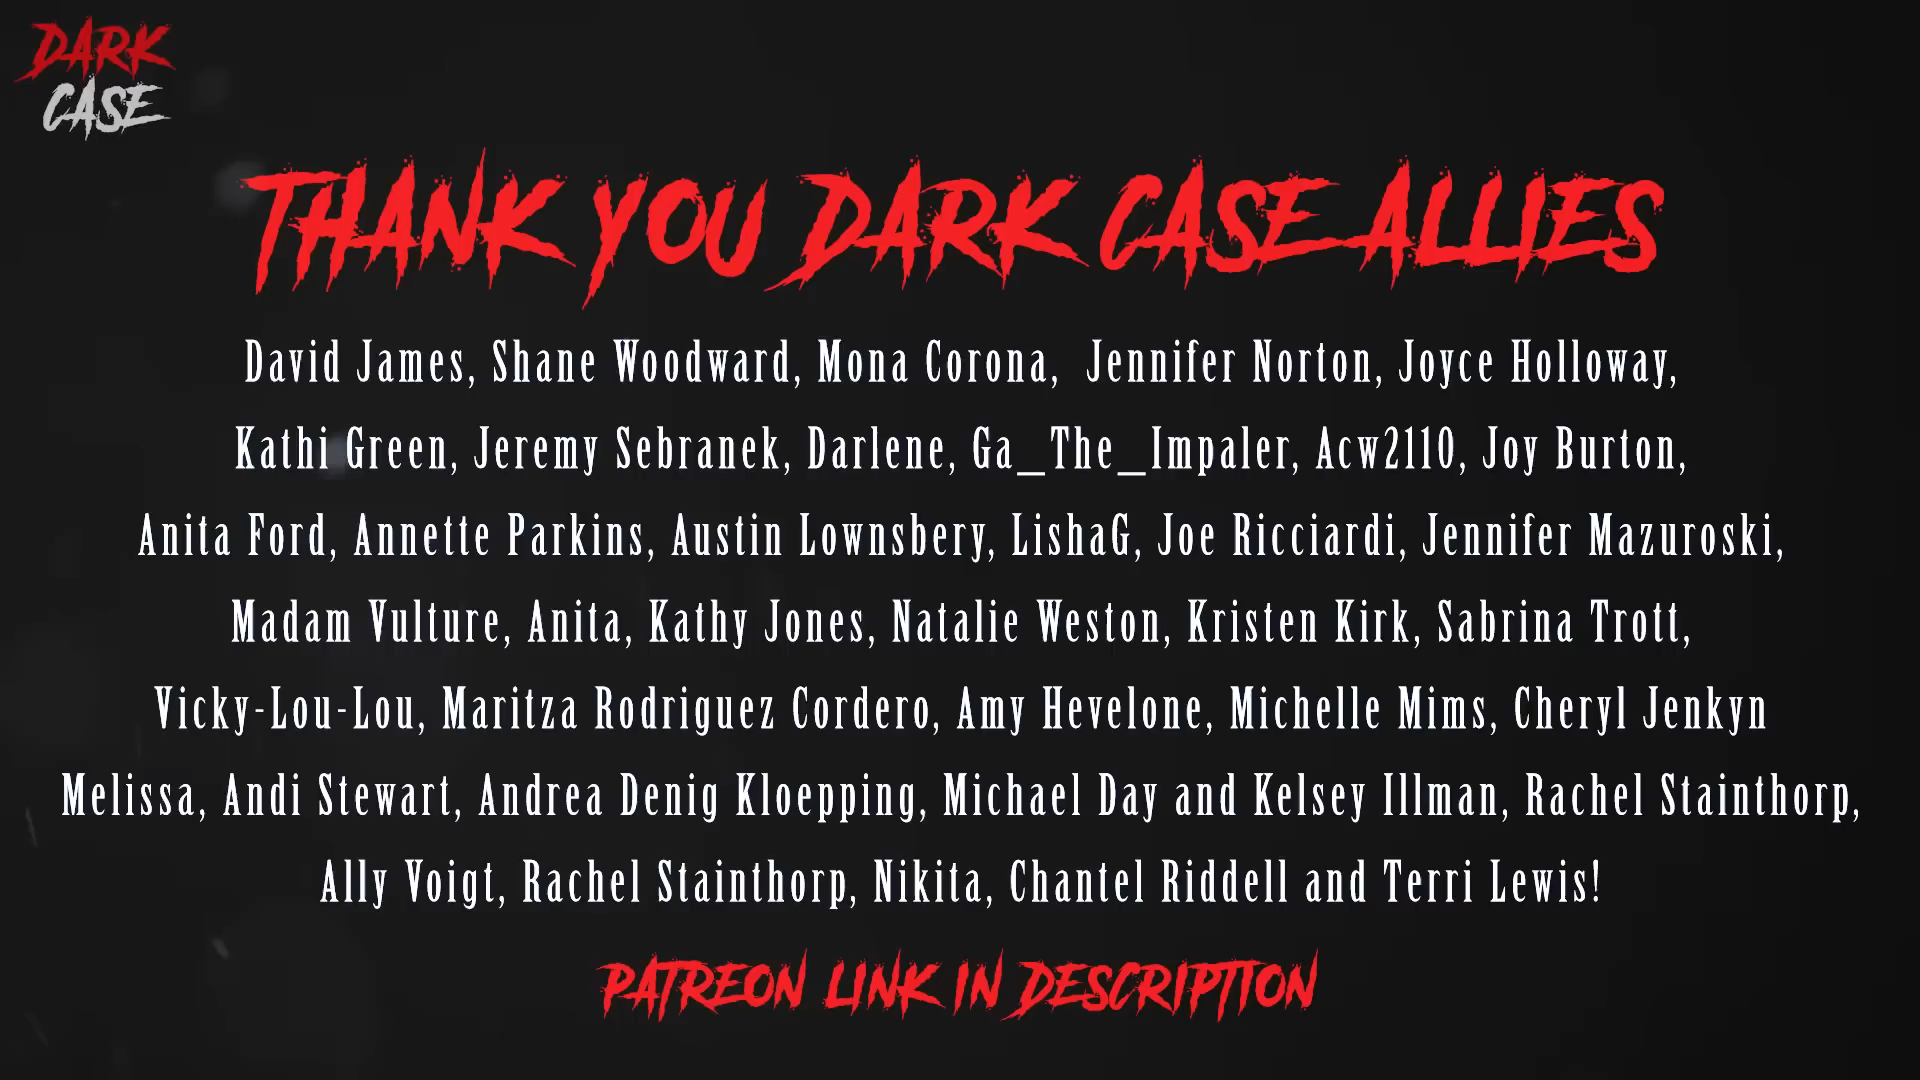 DARK
CASE
THANK YOU DARK CASE ALLIES
David James, Shane Woodward, Mona Corona,  Jennifer Norton, Joyce Holloway,
Kathi Green, Jeremy Sebranek, Darlene, Ga_The_Impaler, Acw2110, Joy Burton,
Anita Ford, Annette Parkins, Austin Lownsbery, LishaG, Joe Ricciardi, Jennifer Mazuroski,
Madam Vulture, Anita, Kathy Jones, Natalie Weston, Kristen Kirk, Sabrina Trott,
Vicky-Lou-Lou, Maritza Rodriguez Cordero, Amy Hevelone, Michelle Mims, Cheryl Jenkyn
Melissa, Andi Stewart, Andrea Denig Kloepping, Michael Day and Kelsey Illman, Rachel Stainthorp,
Ally Voigt, Rachel Stainthorp, Nikita, Chantel Riddell and Terri Lewis!
PATREON LINK IN DESCRIPTION